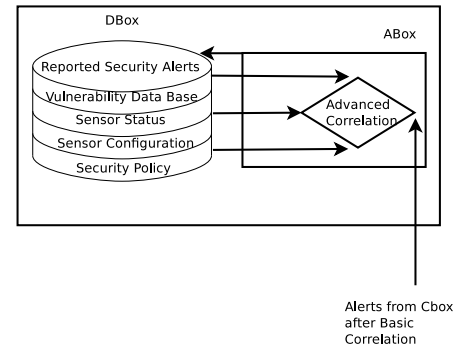 DBox
ABox
Reported Security Alerts
Vulnerability Data Base
Sensor Status
Sensor Configuration
Security Policy
Advanced
Correlation
Alerts from Cbox
after Basic
Correlation